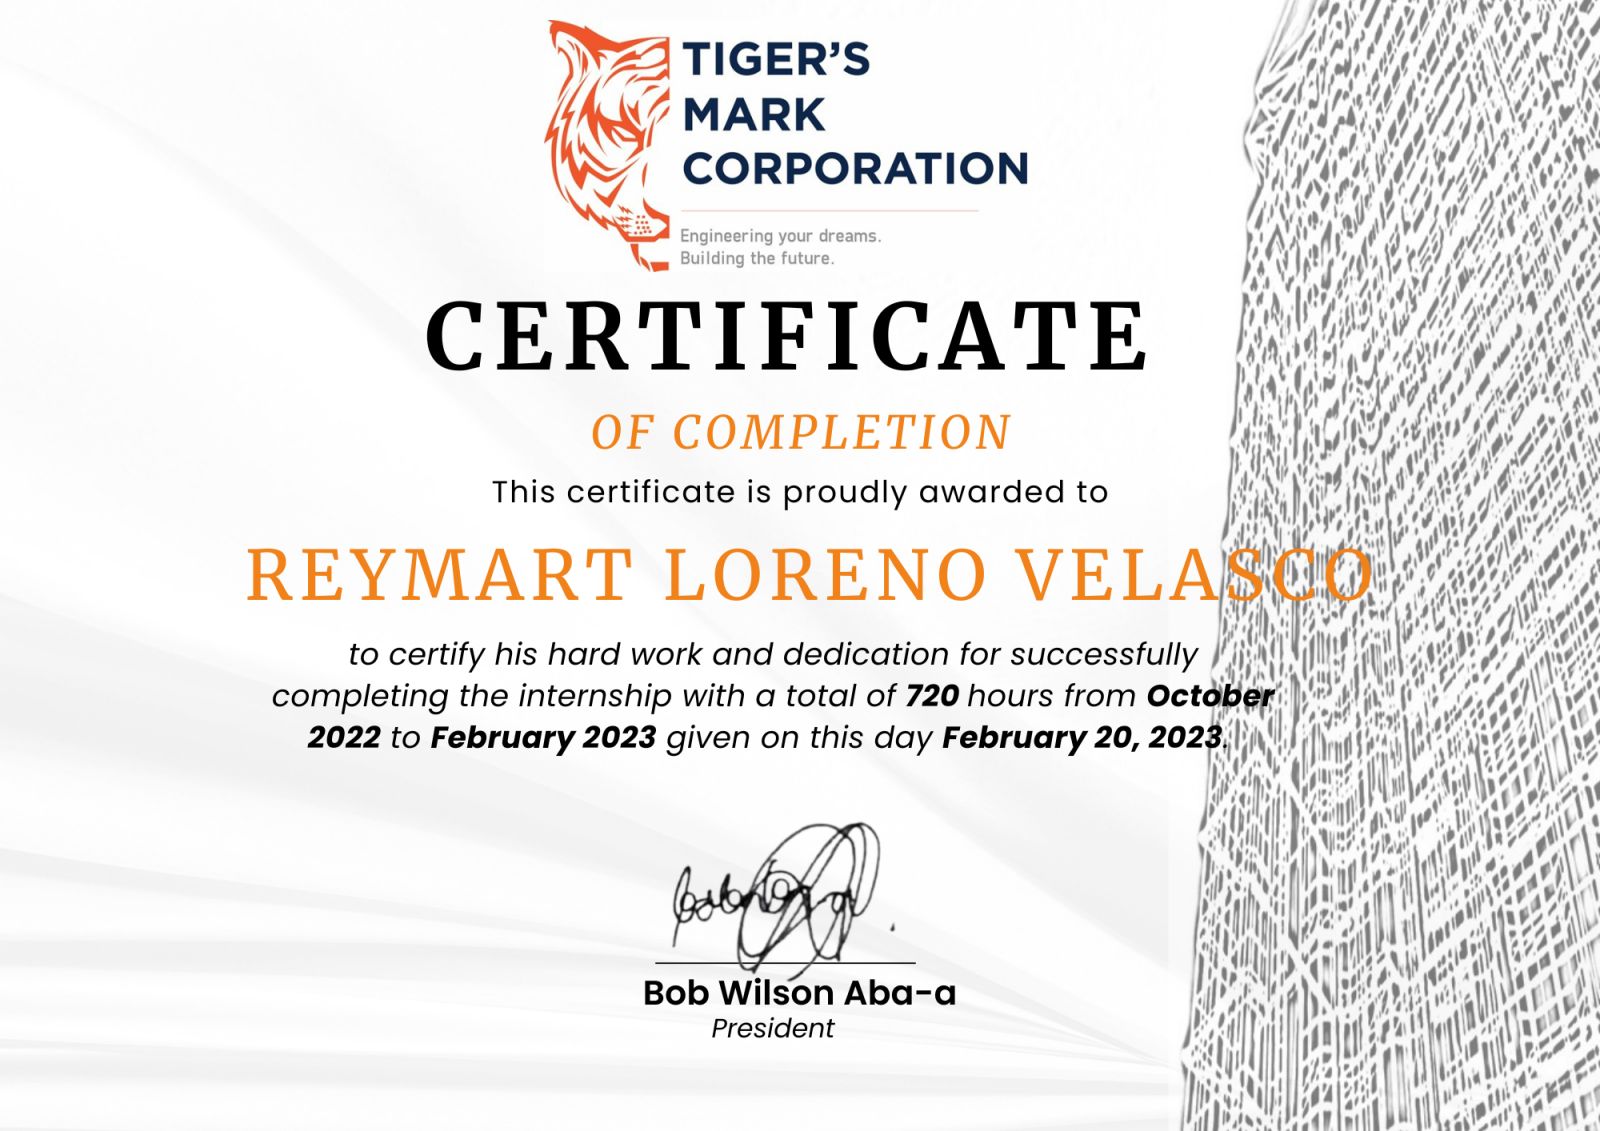 TIGER'S
MARK
CORPORATION
Engineering your dreams.
Building the future.
CERTIFICATE
OF COMPLETION
This certificate is proudly awarded to
REYMART LORENO VELASCO
to certify his hard work and dedication for successfully
completing the internship with a total of 720 hours from October
2022 to February 2023 given on this day February 20, 2023.
Bob Wilson Aba-a
President